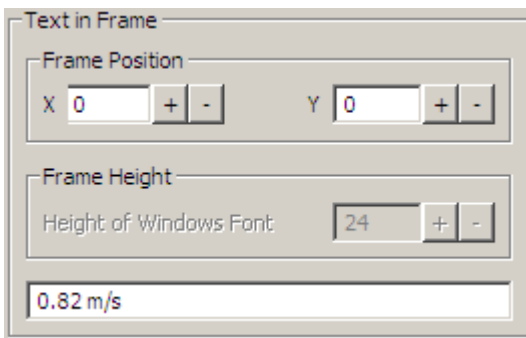 Text in Frame
Frame Position
X 0 + - Y 0 + -
Frame Height
Height of Windows Font 24 + -
0.82 m/s